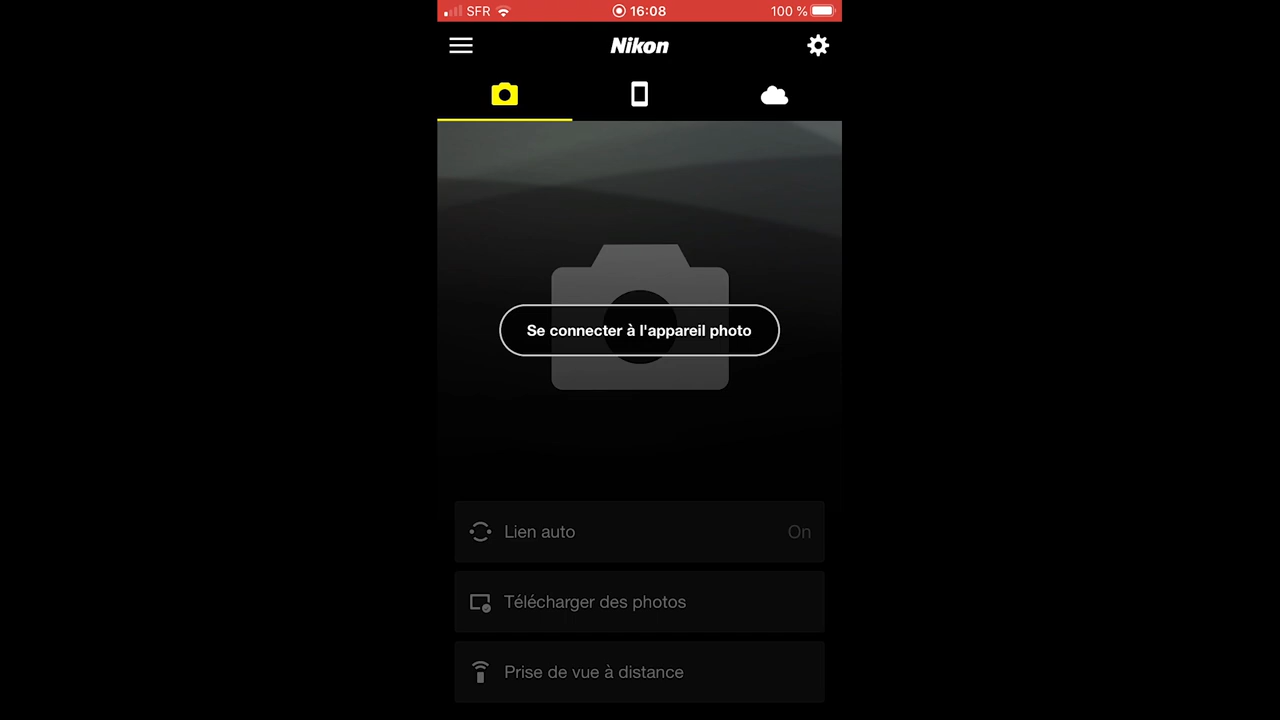 SFR 16:08 100 %
Nikon
Se connecter à l'appareil photo
Lien auto On
Télécharger des photos
Prise de vue à distance